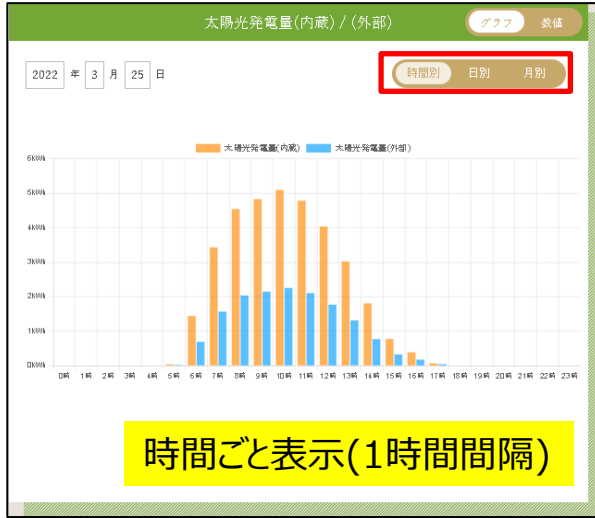 太陽光発電量(内蔵) / (外部) グラフ 数値
2022 年 3 月 25 日 時間別 日別 月別
太陽光発電量(内蔵) 太陽光発電量(外部)
6kWh
5kWh
4kWh
3kWh
2kWh
1kWh
0kWh
0時 1時 2時 3時 4時 5時 6時 7時 8時 9時 10時 11時 12時 13時 14時 15時 16時 17時 18時 19時 20時 21時 22時 23時
時間ごと表示(1時間間隔)